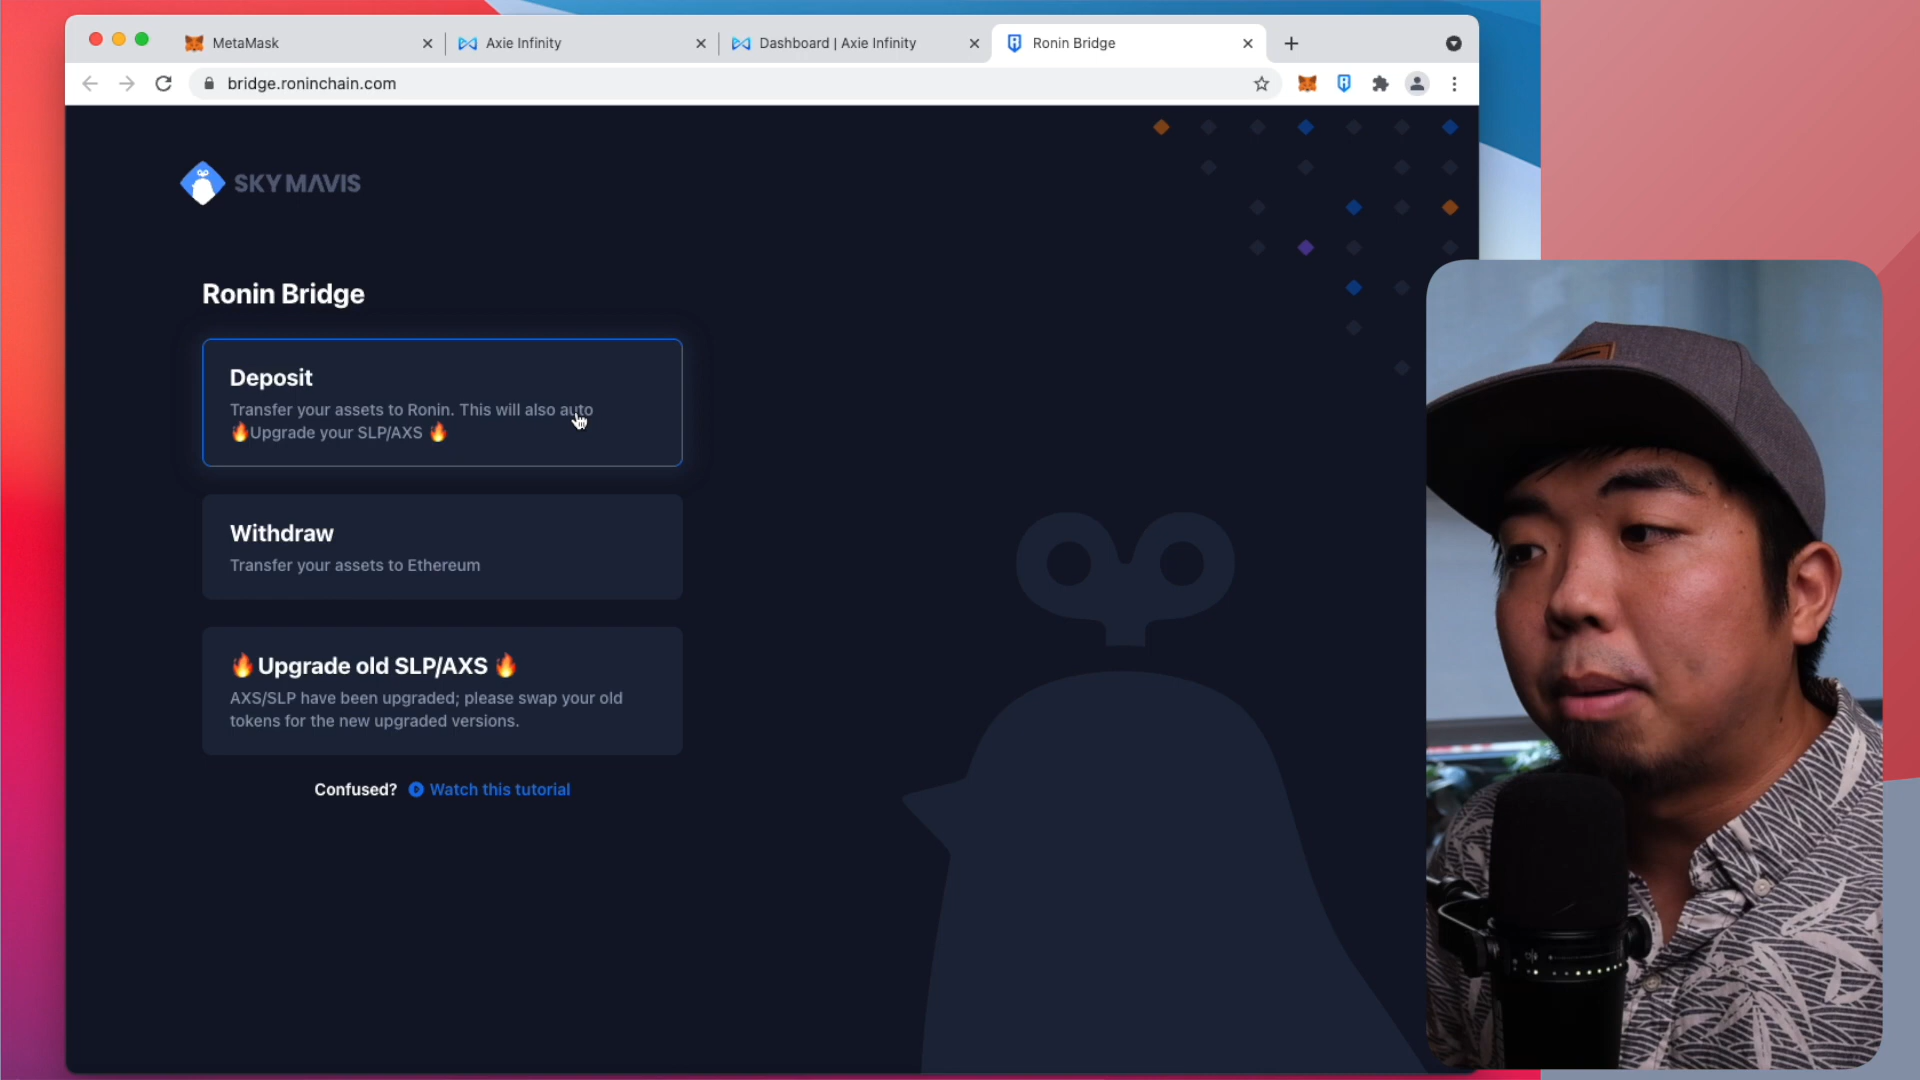 MetaMask
Axie Infinity
Dashboard | Axie Infinity
Ronin Bridge
bridge.roninchain.com
SKY MAVIS
Ronin Bridge
Deposit
Transfer your assets to Ronin. This will also auto
🔥Upgrade your SLP/AXS 🔥
Withdraw
Transfer your assets to Ethereum
🔥Upgrade old SLP/AXS 🔥
AXS/SLP have been upgraded; please swap your old
tokens for the new upgraded versions.
Confused? Watch this tutorial